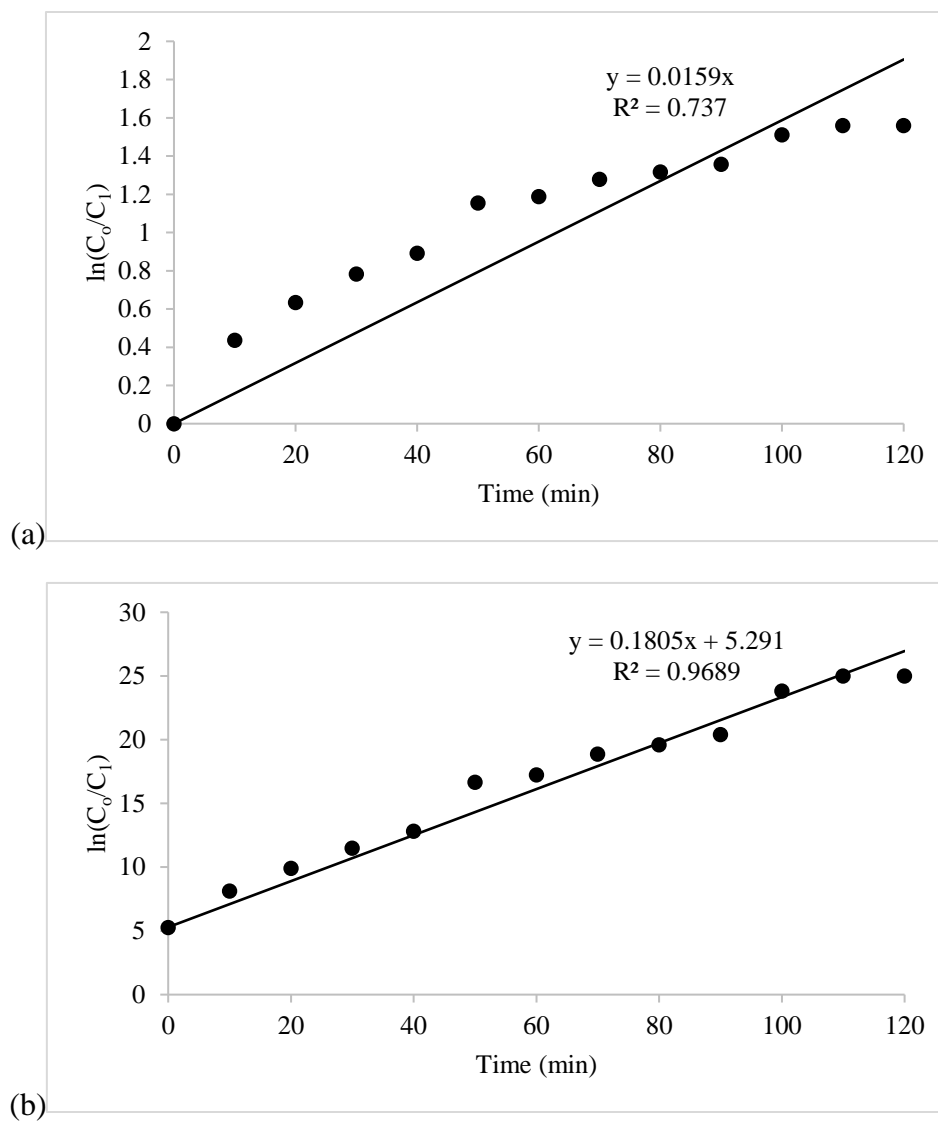 2
1.8
1.6
1.4
1.2
1
0.8
0.6
0.4
0.2
0
y = 0.0159x
R² = 0.737
ln(Cₒ/C₁)
0 20 40 60 80 100 120
Time (min)
(a)
30
25
20
15
10
5
0
y = 0.1805x + 5.291
R² = 0.9689
ln(Cₒ/C₁)
0 20 40 60 80 100 120
Time (min)
(b)